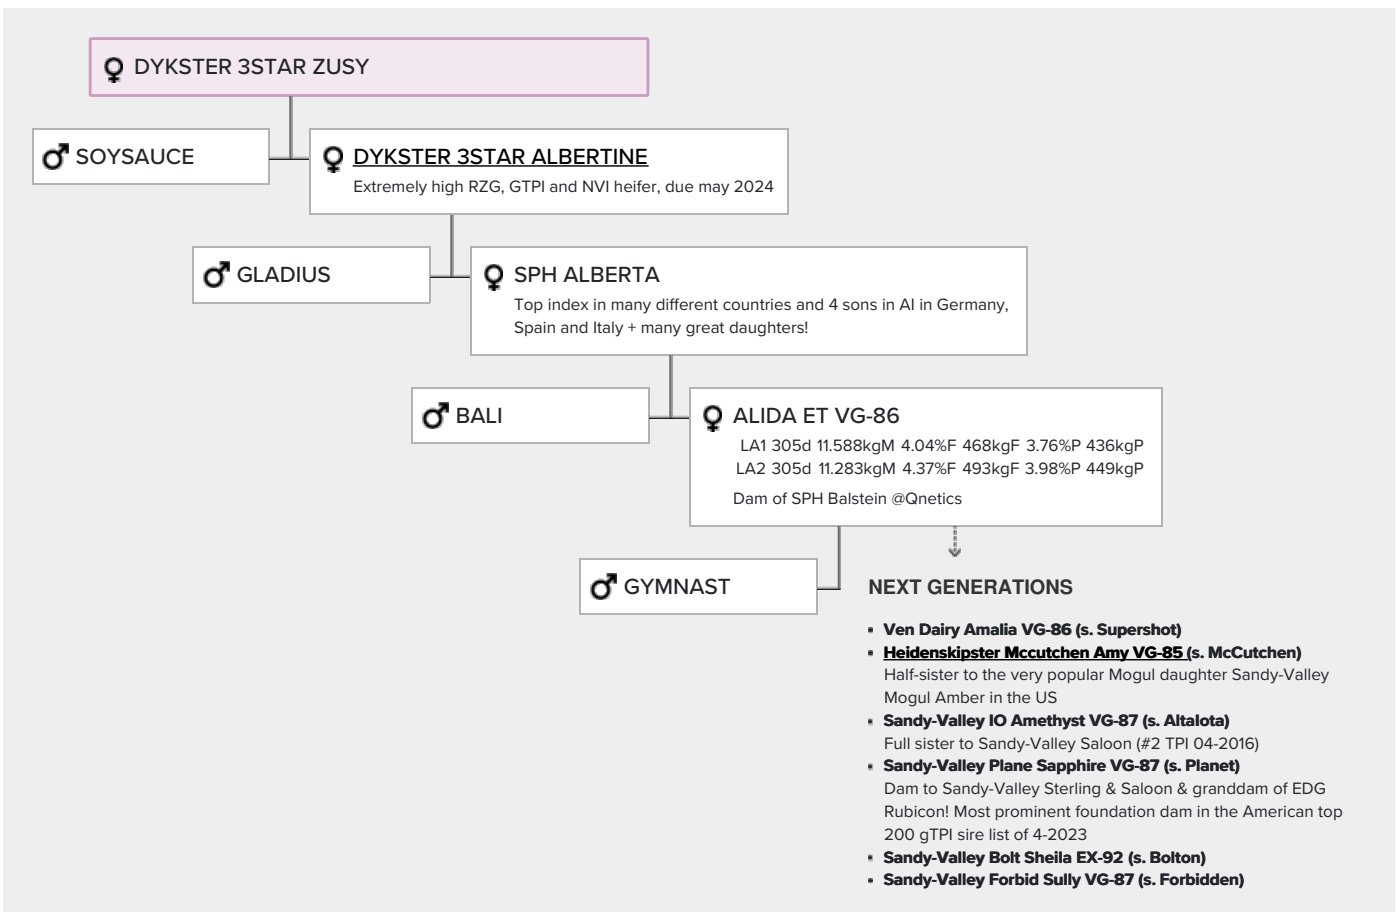 DYKSTER 3STAR ZUSY
SOYSAUCE
DYKSTER 3STAR ALBERTINE
Extremely high RZG, GTPI and NVI heifer, due may 2024
GLADIUS
SPH ALBERTA
Top index in many different countries and 4 sons in AI in Germany,
Spain and Italy + many great daughters!
BALI
ALIDA ET VG-86
LA1 305d 11.588kgM 4.04%F 468kgF 3.76%P 436kgP
LA2 305d 11.283kgM 4.37%F 493kgF 3.98%P 449kgP
Dam of SPH Balstein @Qnetics
GYMNAST
NEXT GENERATIONS
• Ven Dairy Amalia VG-86 (s. Supershot)
• Heidenskipster Mccutchen Amy VG-85 (s. McCutchen)
Half-sister to the very popular Mogul daughter Sandy-Valley
Mogul Amber in the US
• Sandy-Valley IO Amethyst VG-87 (s. AltaIota)
Full sister to Sandy-Valley Saloon (#2 TPI 04-2016)
• Sandy-Valley Plane Sapphire VG-87 (s. Planet)
Dam to Sandy-Valley Sterling & Saloon & granddam of EDG
Rubicon! Most prominent foundation dam in the American top
200 gTPI sire list of 4-2023
• Sandy-Valley Bolt Sheila EX-92 (s. Bolton)
• Sandy-Valley Forbid Sully VG-87 (s. Forbidden)